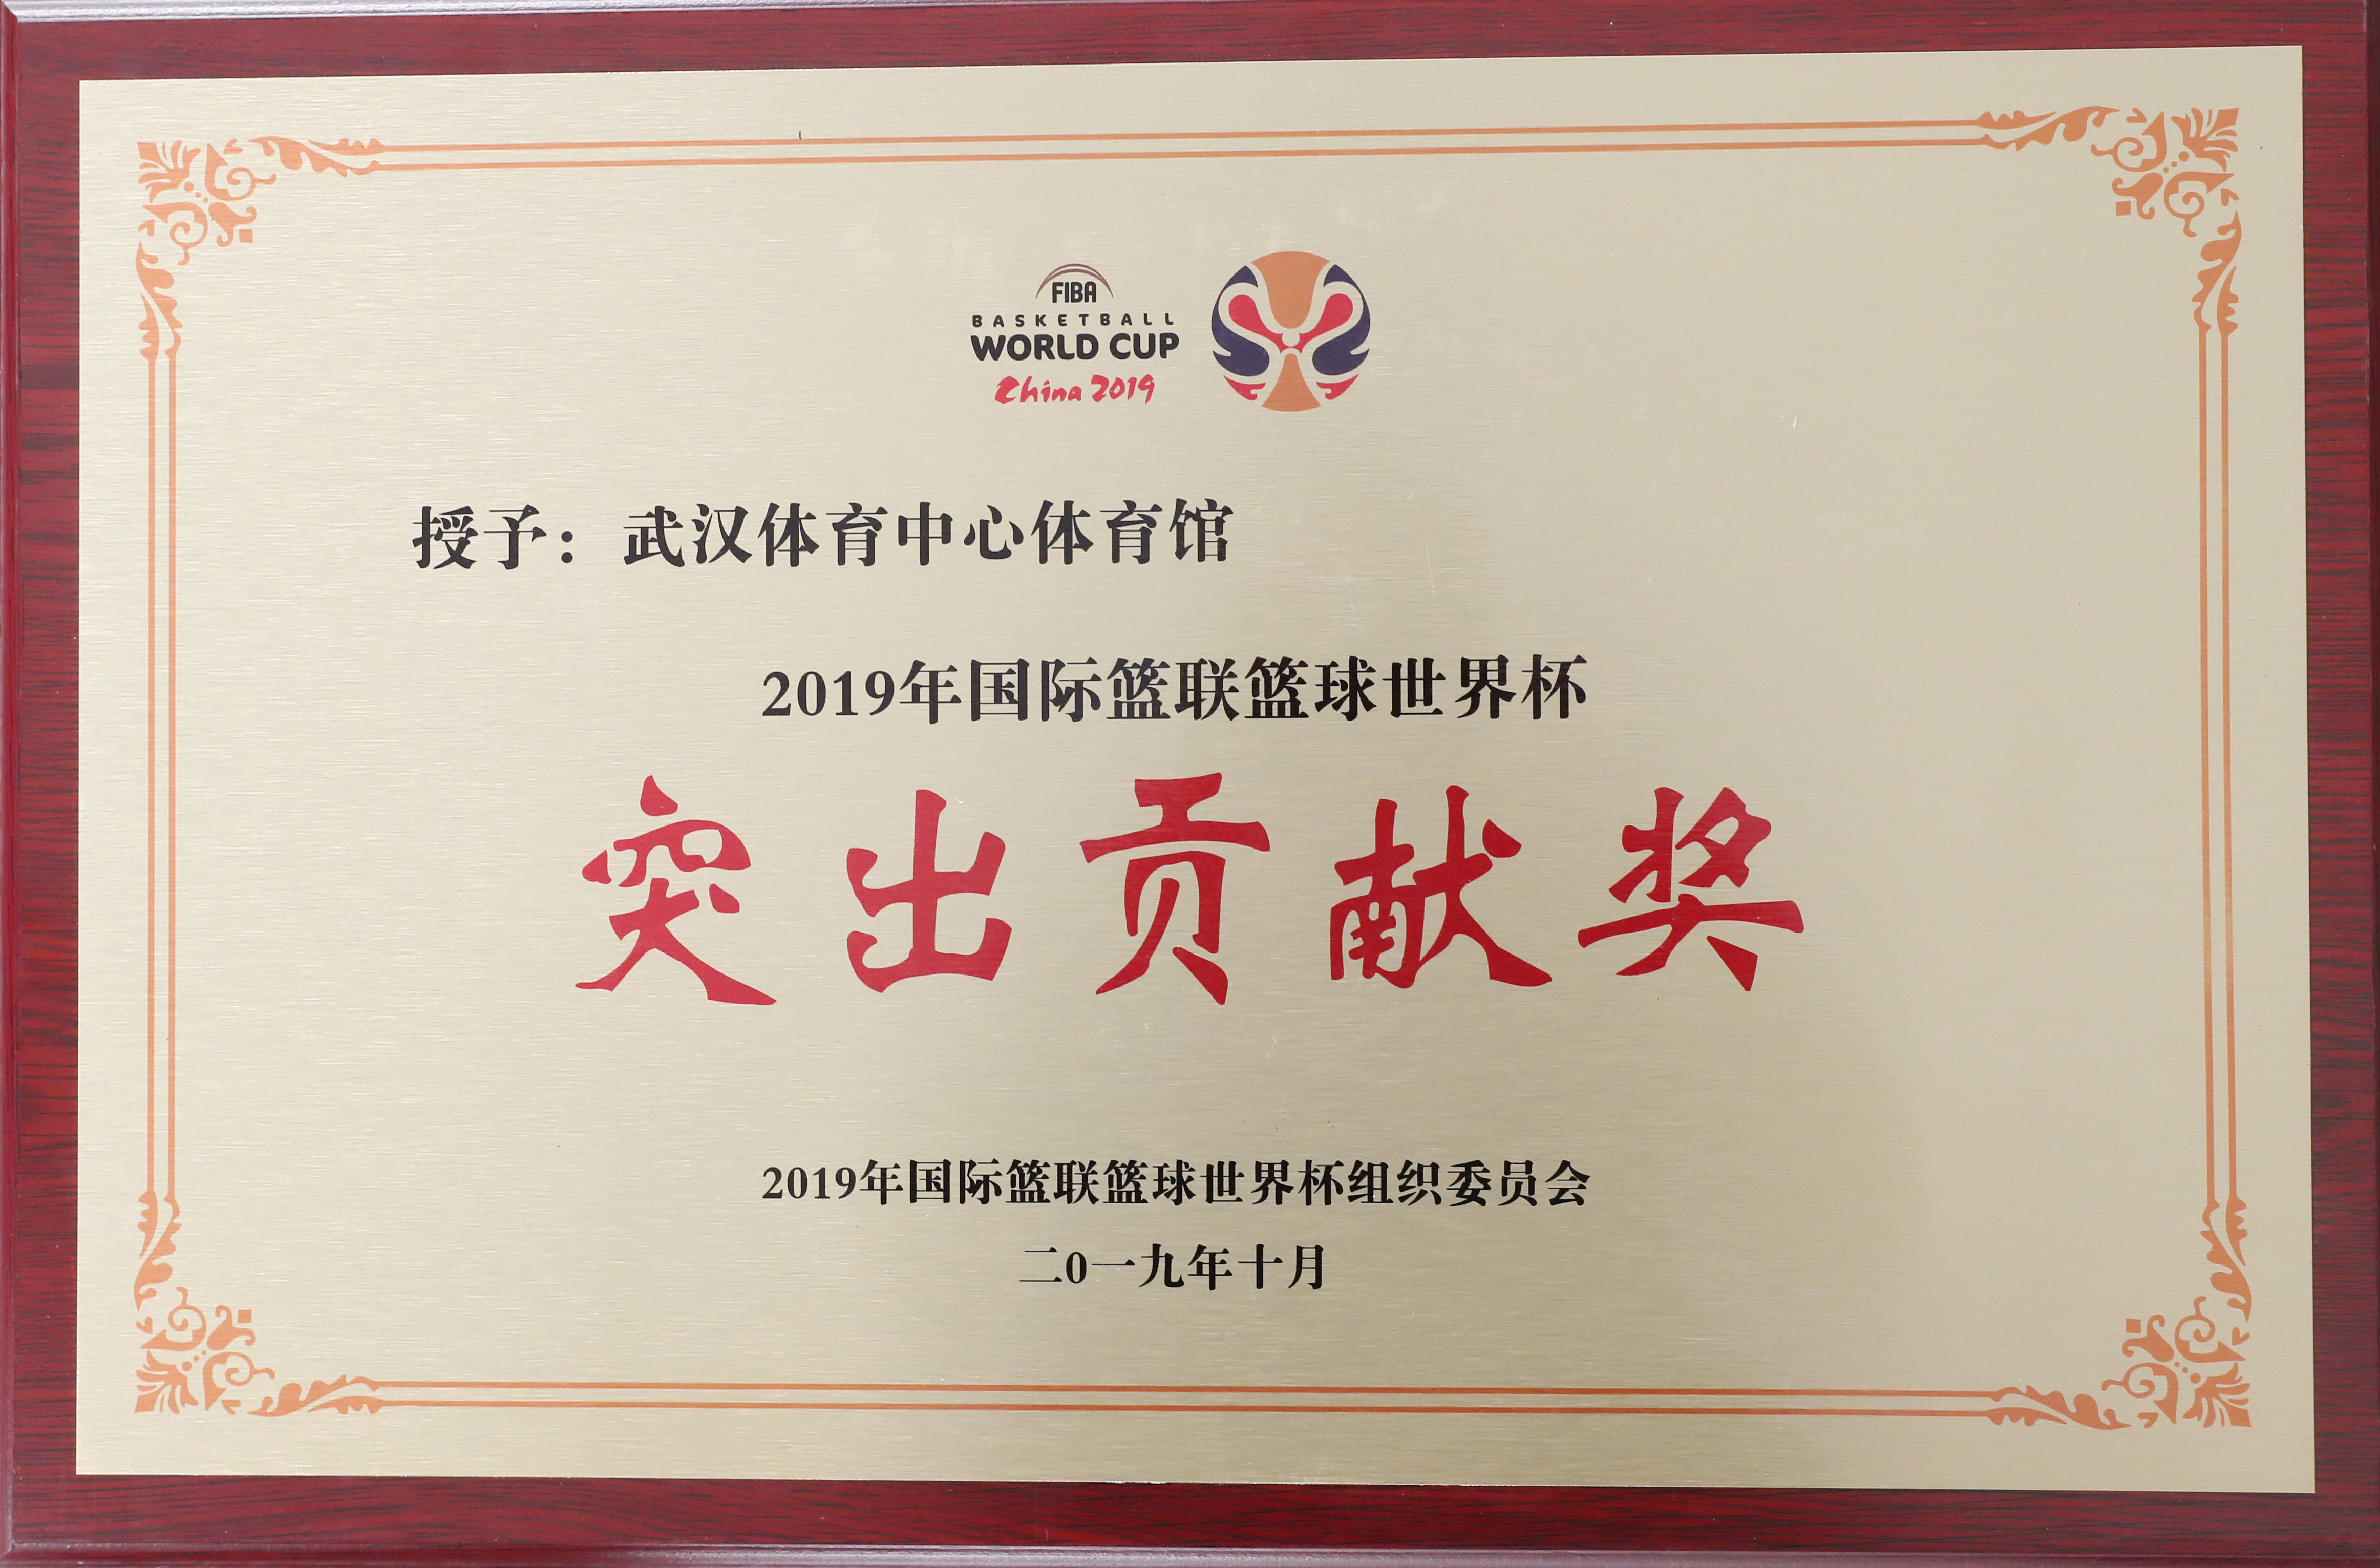 FIBA
BASKETBALL
WORLD CUP
China 2019
授予：武汉体育中心体育馆
2019年国际篮联篮球世界杯
突出贡献奖
2019年国际篮联篮球世界杯组织委员会
二0一九年十月